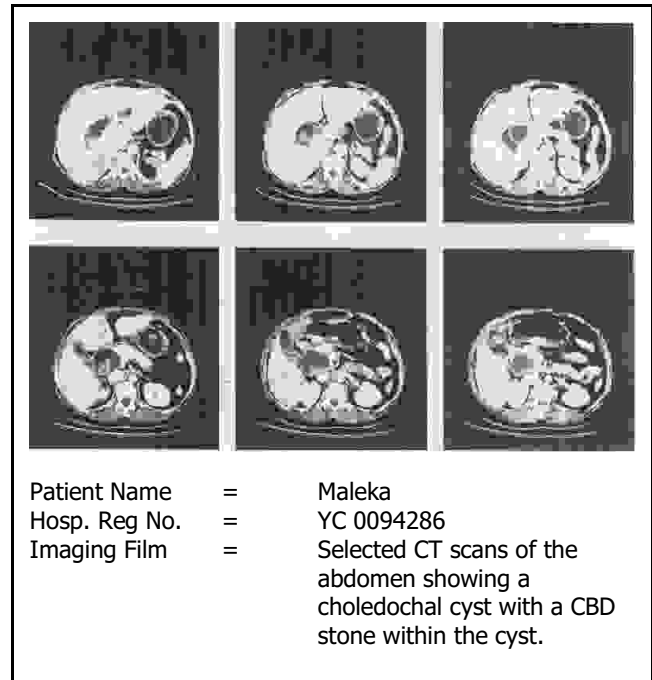 Patient Name = Maleka
Hosp. Reg No. = YC 0094286
Imaging Film = Selected CT scans of the
abdomen showing a
choledochal cyst with a CBD
stone within the cyst.